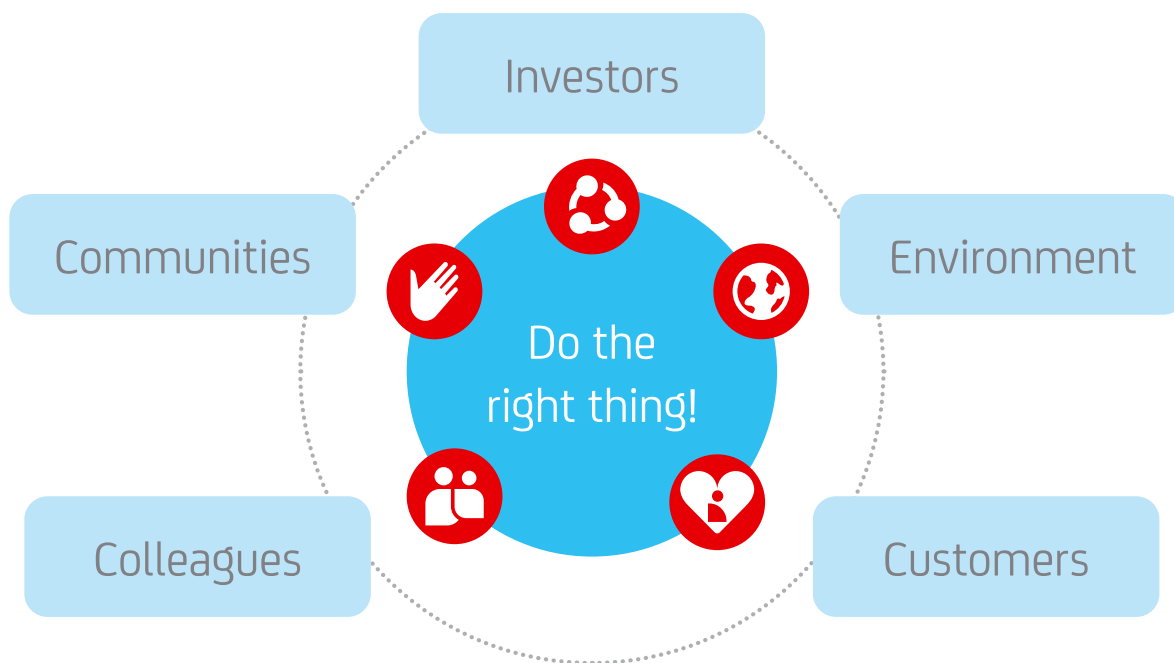 Investors
Communities
Environment
Do the
right thing!
Colleagues
Customers